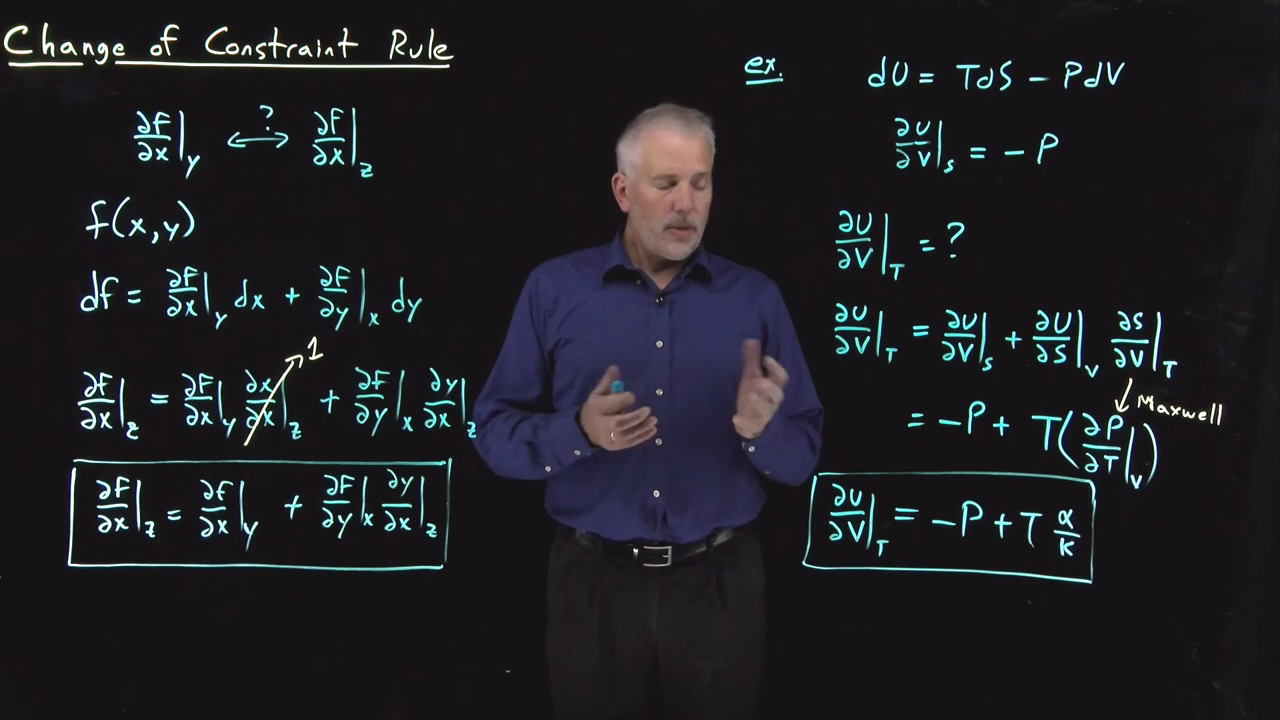 Change of Constraint Rule
∂f/∂x|y ⟷? ∂f/∂x|z
f(x,y)
df = ∂f/∂x|y dx + ∂f/∂y|x dy
∂f/∂x|z = ∂f/∂x|y ∂x/∂x|z + ∂f/∂y|x ∂y/∂x|z
1
∂f/∂x|z = ∂f/∂x|y + ∂f/∂y|x ∂y/∂x|z
ex. dU = TdS - PdV
∂U/∂V|S = -P
∂U/∂V|T = ?
∂U/∂V|T = ∂U/∂V|S + ∂U/∂S|V ∂S/∂V|T
Maxwell
= -P + T(∂P/∂T|V)
∂U/∂V|T = -P + T α/κ